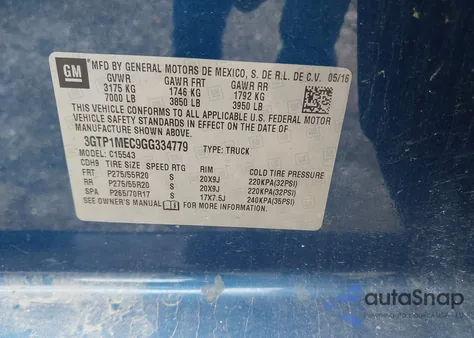 GM
MFD BY GENERAL MOTORS DE MEXICO, S. DE R.L. DE C.V. 05/16
GVWR GAWR FRT GAWR RR
3175 KG 1746 KG 1792 KG
7000 LB 3850 LB 3950 LB
THIS VEHICLE CONFORMS TO ALL APPLICABLE U.S. FEDERAL MOTOR
VEHICLE SAFETY STANDARDS IN EFFECT ON THE DATE OF
MANUFACTURE SHOWN ABOVE.
3GTP1MEC9GG334779 TYPE: TRUCK
MODEL: C15543
CDH9 TIRE SIZE SPEED RTG RIM COLD TIRE PRESSURE
FRT P275/55R20 S 20X9J 220KPA(32PSI)
RR P275/55R20 S 20X9J 220KPA(32PSI)
SPA P265/70R17 S 17X7.5J 240KPA(35PSI)
SEE OWNER'S MANUAL FOR MORE INFORMATION.
autoSnap